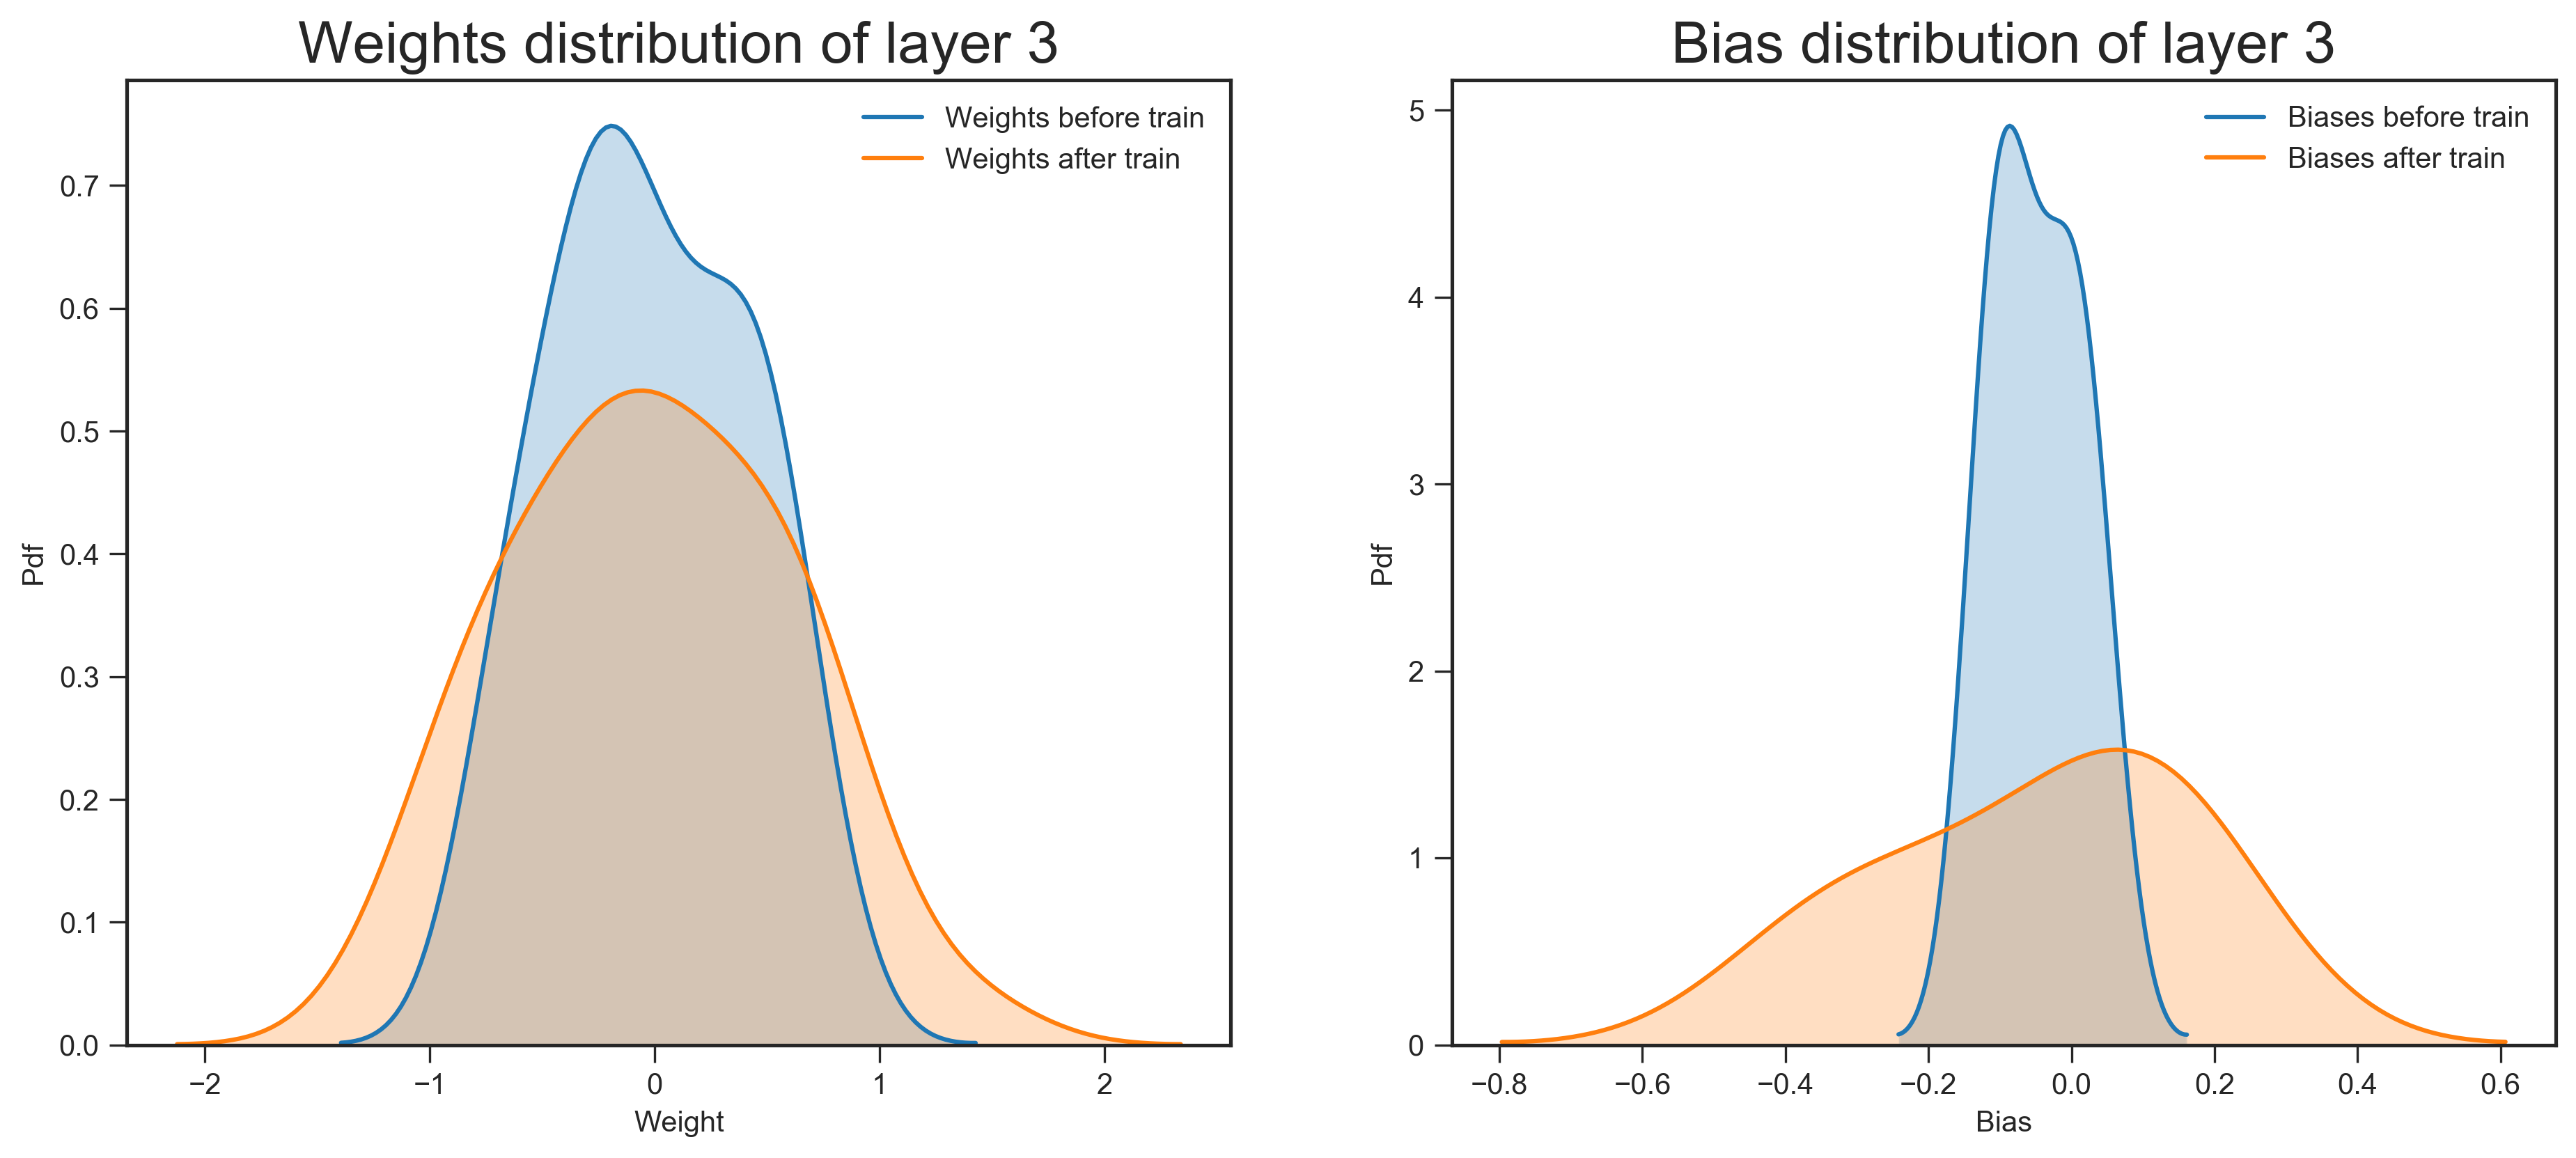 Weights distribution of layer 3
Weights before train
Weights after train
0.7
0.6
0.5
0.4
0.3
0.2
0.1
0.0
Pdf
−2
−1
0
1
2
Weight
Bias distribution of layer 3
Biases before train
Biases after train
5
4
3
2
1
0
Pdf
−0.8
−0.6
−0.4
−0.2
0.0
0.2
0.4
0.6
Bias